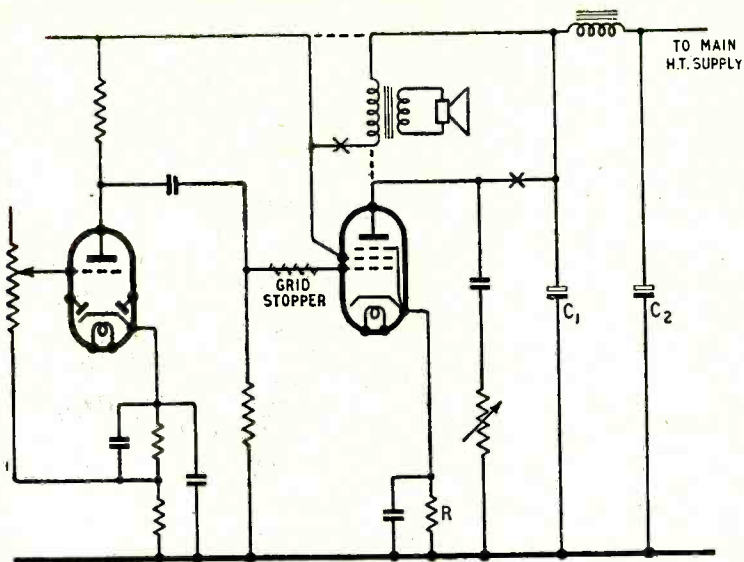 TO MAIN
H.T. SUPPLY
GRID
STOPPER
C1
C2
R